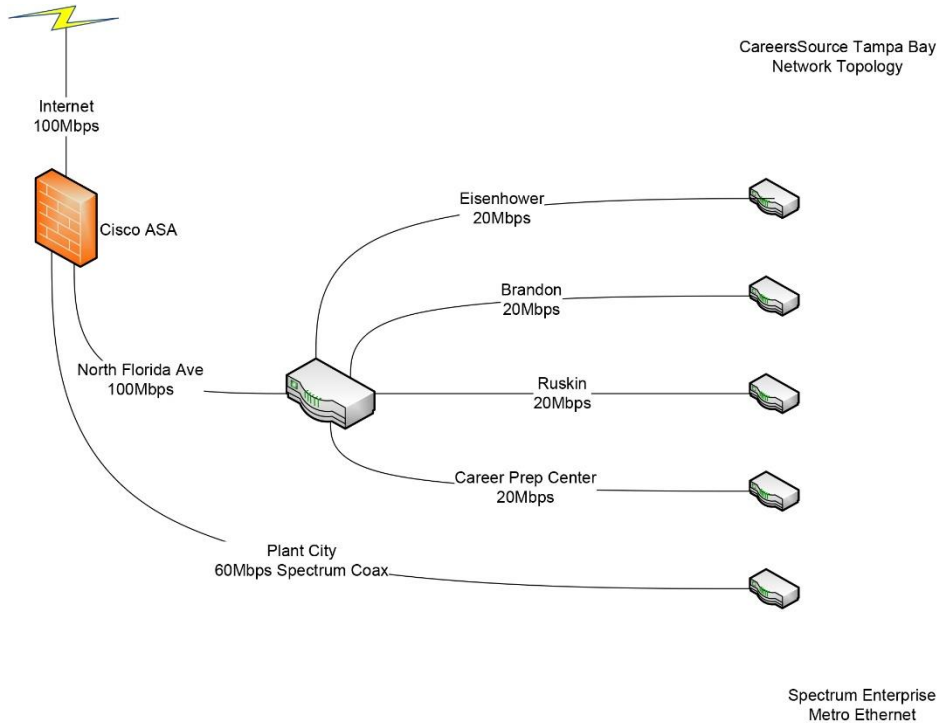 CareersSource Tampa Bay
Network Topology
Internet
100Mbps
Cisco ASA
Eisenhower
20Mbps
Brandon
20Mbps
North Florida Ave
100Mbps
Ruskin
20Mbps
Career Prep Center
20Mbps
Plant City
60Mbps Spectrum Coax
Spectrum Enterprise
Metro Ethernet